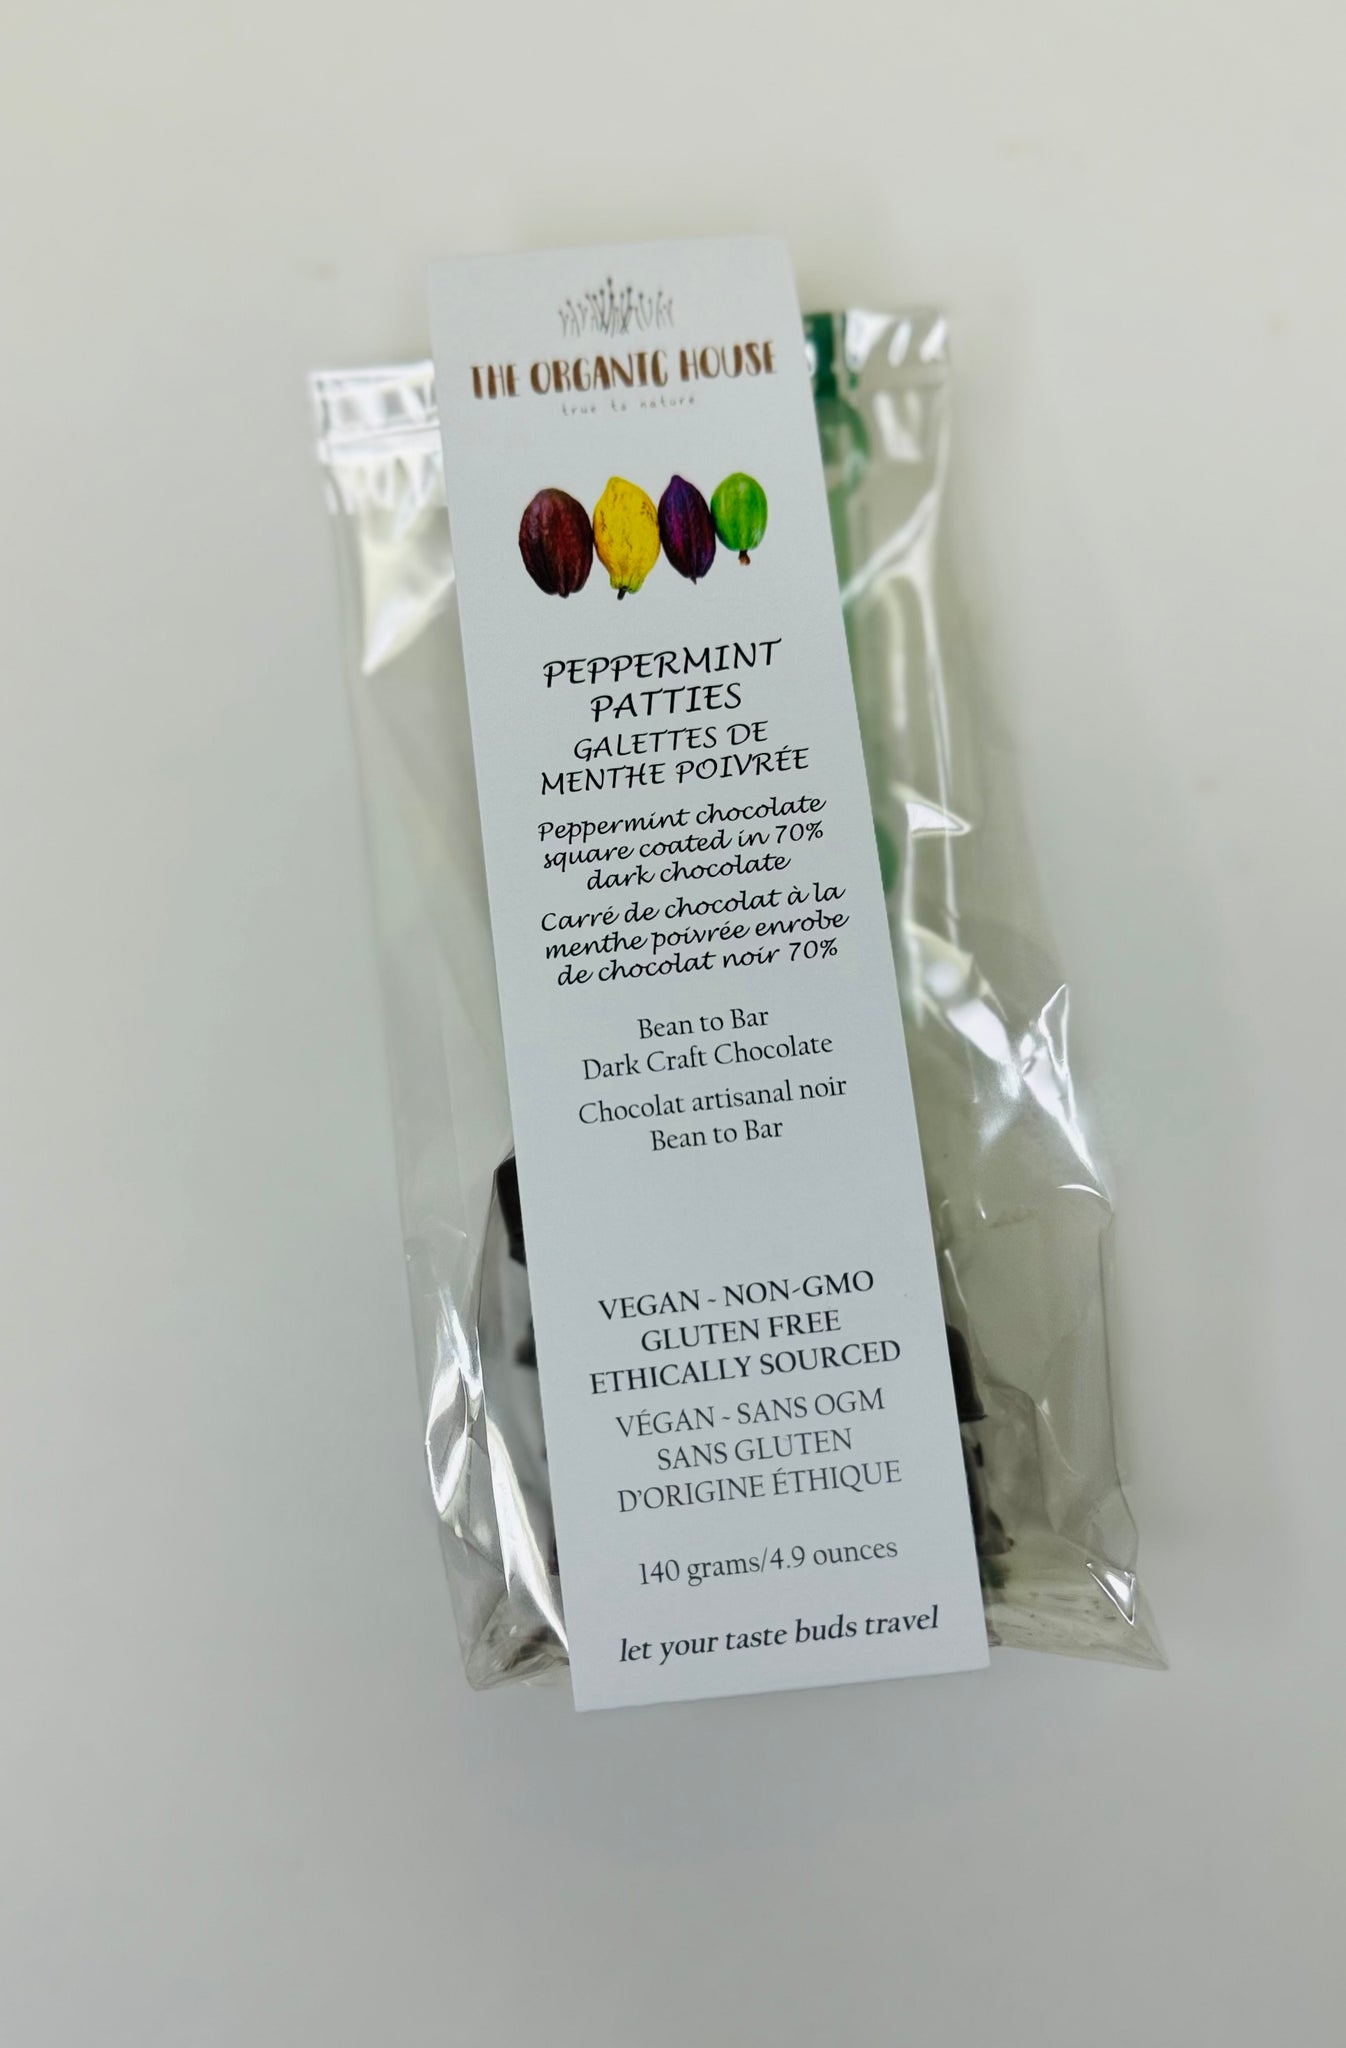 THE ORGANIC HOUSE
true to nature
PEPPERMINT
PATTIES
GALETTES DE
MENTHE POIVRÉE
Peppermint chocolate
square coated in 70%
dark chocolate
Carré de chocolat à la
menthe poivrée enrobe
de chocolat noir 70%
Bean to Bar
Dark Craft Chocolate
Chocolat artisanal noir
Bean to Bar
VEGAN - NON-GMO
GLUTEN FREE
ETHICALLY SOURCED
VÉGAN - SANS OGM
SANS GLUTEN
D'ORIGINE ÉTHIQUE
140 grams/4.9 ounces
let your taste buds travel